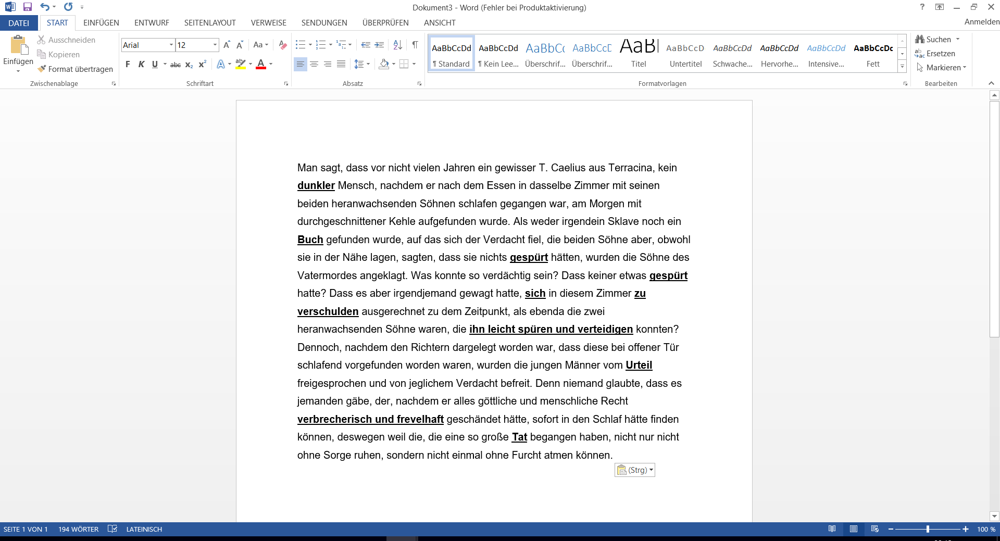 Dokument3 - Word (Fehler bei Produktaktivierung)
?
DATEI START EINFÜGEN ENTWURF SEITENLAYOUT VERWEISE SENDUNGEN ÜBERPRÜFEN ANSICHT Anmelden
Einfügen
Ausschneiden
Kopieren
Format übertragen
Zwischenablage
Arial 12
F K U abc x₂ x²
Schriftart
Absatz
AaBbCcDd AaBbCcDd AaBbCc AaBbCcE AaBl AaBbCcD AaBbCcDd AaBbCcDd AaBbCcDd AaBbCcDc
¶ Standard ¶ Kein Lee... Überschrif... Überschrif... Titel Untertitel Schwache... Hervorhe... Intensive... Fett
Formatvorlagen
Suchen
Ersetzen
Markieren
Bearbeiten
Man sagt, dass vor nicht vielen Jahren ein gewisser T. Caelius aus Terracina, kein
dunkler Mensch, nachdem er nach dem Essen in dasselbe Zimmer mit seinen
beiden heranwachsenden Söhnen schlafen gegangen war, am Morgen mit
durchgeschnittener Kehle aufgefunden wurde. Als weder irgendein Sklave noch ein
Buch gefunden wurde, auf das sich der Verdacht fiel, die beiden Söhne aber, obwohl
sie in der Nähe lagen, sagten, dass sie nichts gespürt hätten, wurden die Söhne des
Vatermordes angeklagt. Was konnte so verdächtig sein? Dass keiner etwas gespürt
hatte? Dass es aber irgendjemand gewagt hatte, sich in diesem Zimmer zu
verschulden ausgerechnet zu dem Zeitpunkt, als ebenda die zwei
heranwachsenden Söhne waren, die ihn leicht spüren und verteidigen konnten?
Dennoch, nachdem den Richtern dargelegt worden war, dass diese bei offener Tür
schlafend vorgefunden worden waren, wurden die jungen Männer vom Urteil
freigesprochen und von jeglichem Verdacht befreit. Denn niemand glaubte, dass es
jemanden gäbe, der, nachdem er alles göttliche und menschliche Recht
verbrecherisch und frevelhaft geschändet hätte, sofort in den Schlaf hätte finden
können, deswegen weil die, die eine so große Tat begangen haben, nicht nur nicht
ohne Sorge ruhen, sondern nicht einmal ohne Furcht atmen können.
(Strg)
SEITE 1 VON 1 194 WÖRTER LATEINISCH 100 %